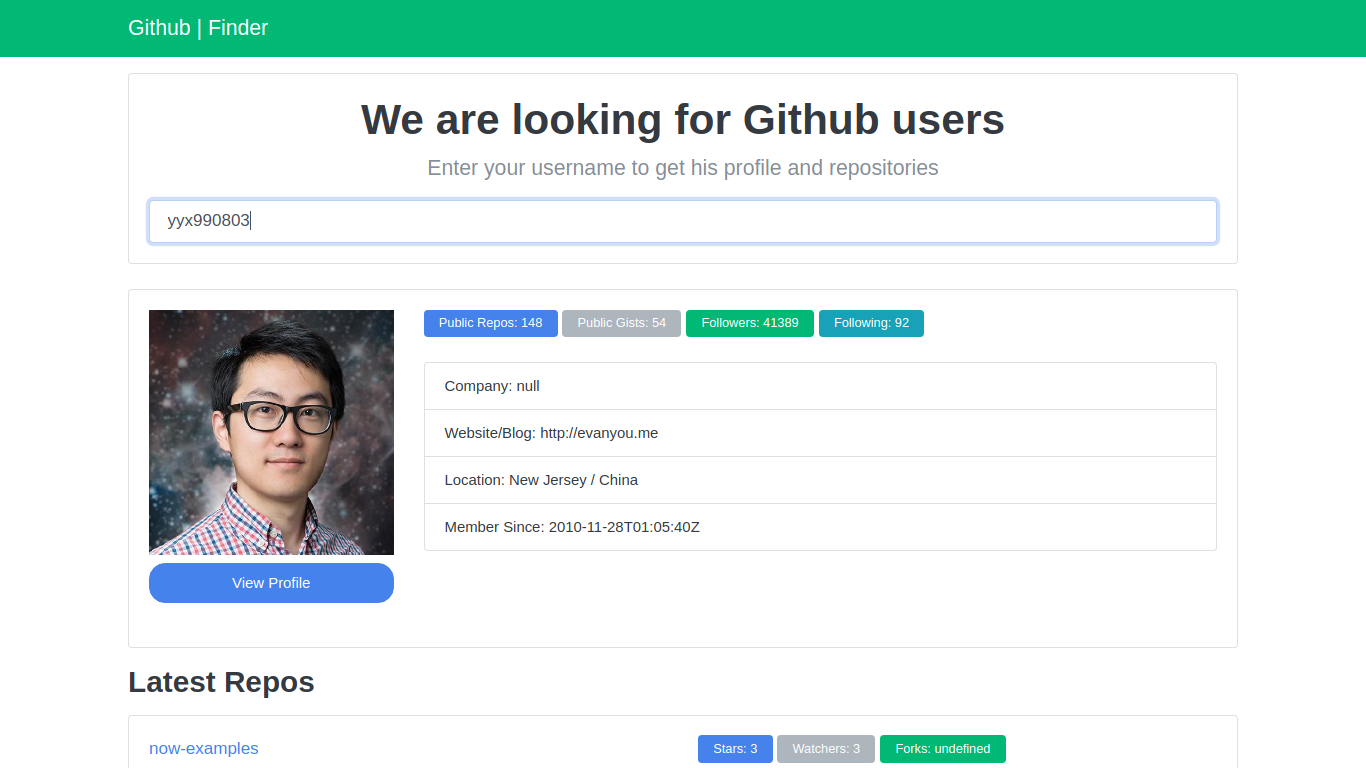 Github | Finder
We are looking for Github users
Enter your username to get his profile and repositories
yyx990803
Public Repos: 148 Public Gists: 54 Followers: 41389 Following: 92
Company: null
Website/Blog: http://evanyou.me
Location: New Jersey / China
Member Since: 2010-11-28T01:05:40Z
View Profile
Latest Repos
now-examples Stars: 3 Watchers: 3 Forks: undefined